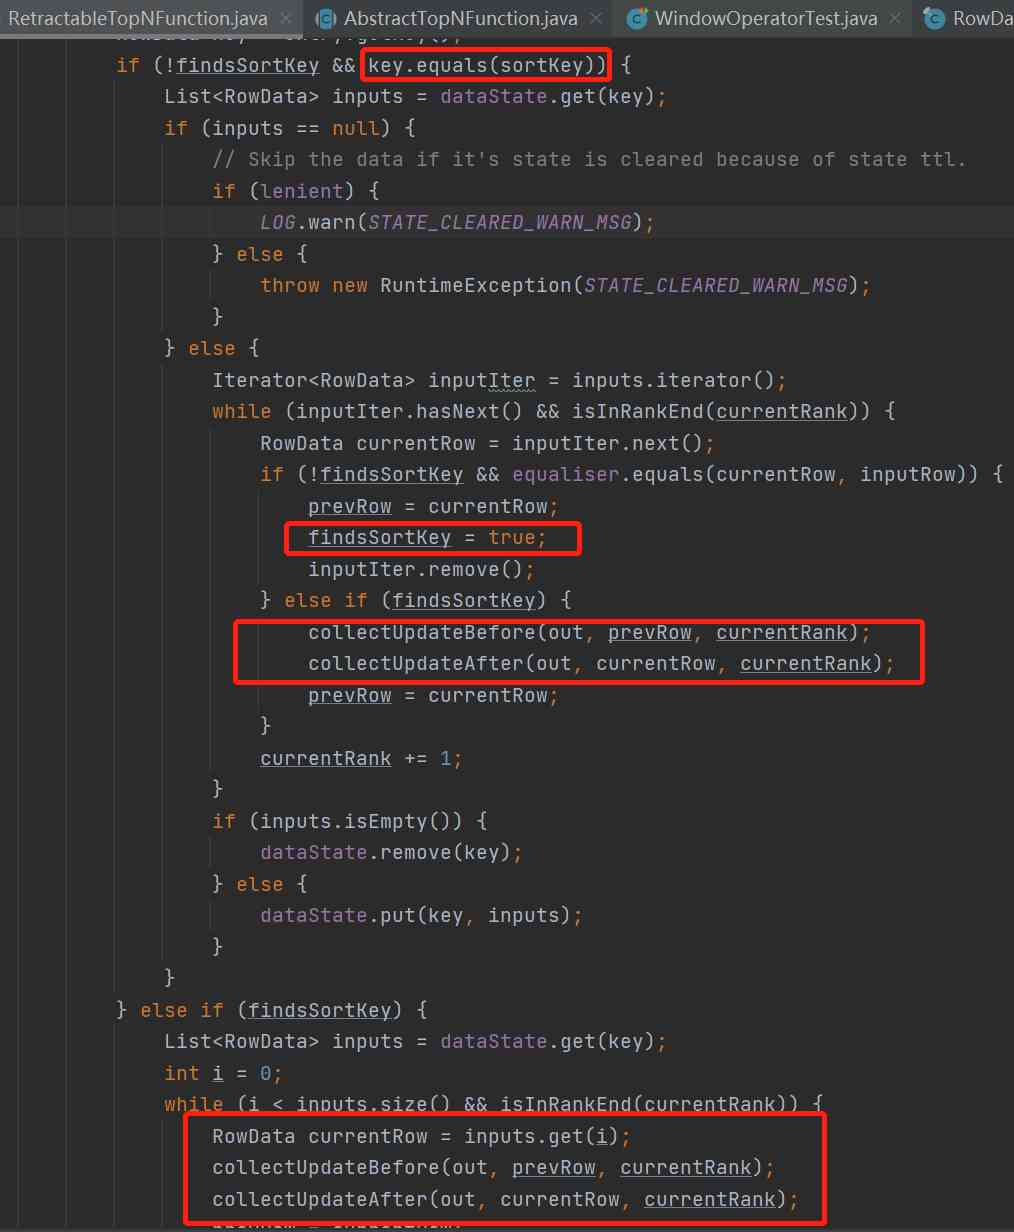 RetractableTopNFunction.java × AbstractTopNFunction.java × WindowOperatorTest.java × RowDa
if (!findsSortKey && key.equals(sortKey)) {
List<RowData> inputs = dataState.get(key);
if (inputs == null) {
// Skip the data if it's state is cleared because of state ttl.
if (lenient) {
LOG.warn(STATE_CLEARED_WARN_MSG);
} else {
throw new RuntimeException(STATE_CLEARED_WARN_MSG);
}
} else {
Iterator<RowData> inputIter = inputs.iterator();
while (inputIter.hasNext() && isInRankEnd(currentRank)) {
RowData currentRow = inputIter.next();
if (!findsSortKey && equaliser.equals(currentRow, inputRow)) {
prevRow = currentRow;
findsSortKey = true;
inputIter.remove();
} else if (findsSortKey) {
collectUpdateBefore(out, prevRow, currentRank);
collectUpdateAfter(out, currentRow, currentRank);
prevRow = currentRow;
}
currentRank += 1;
}
if (inputs.isEmpty()) {
dataState.remove(key);
} else {
dataState.put(key, inputs);
}
}
} else if (findsSortKey) {
List<RowData> inputs = dataState.get(key);
int i = 0;
while (i < inputs.size() && isInRankEnd(currentRank)) {
RowData currentRow = inputs.get(i);
collectUpdateBefore(out, prevRow, currentRank);
collectUpdateAfter(out, currentRow, currentRank);